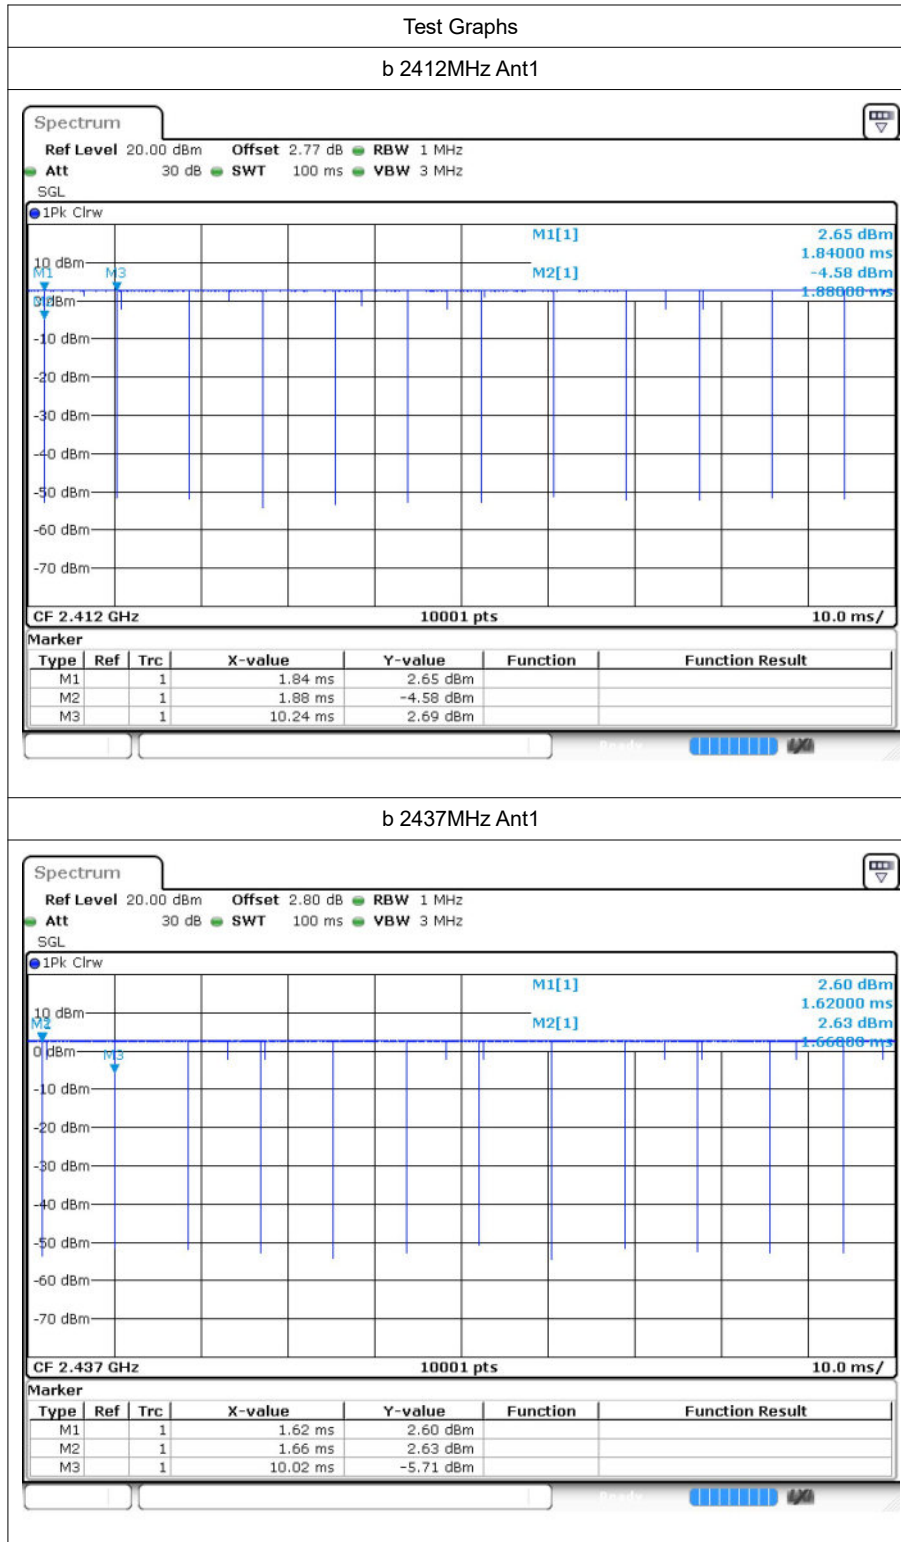 Test Graphs
b 2412MHz Ant1
Spectrum
Ref Level 20.00 dBm Offset 2.77 dB RBW 1 MHz
Att 30 dB SWT 100 ms VBW 3 MHz
SGL
1Pk Clrw
M1[1] 2.65 dBm
1.84000 ms
10 dBm
M1 M3
M2[1] -4.58 dBm
1.88000 ms
dBm
-10 dBm
-20 dBm
-30 dBm
-40 dBm
-50 dBm
-60 dBm
-70 dBm
CF 2.412 GHz 10001 pts 10.0 ms/
Marker
Type Ref Trc X-value Y-value Function Function Result
M1 1 1.84 ms 2.65 dBm
M2 1 1.88 ms -4.58 dBm
M3 1 10.24 ms 2.69 dBm
Ready
b 2437MHz Ant1
Spectrum
Ref Level 20.00 dBm Offset 2.80 dB RBW 1 MHz
Att 30 dB SWT 100 ms VBW 3 MHz
SGL
1Pk Clrw
M1[1] 2.60 dBm
1.62000 ms
10 dBm
M2[1] 2.63 dBm
1.66000 ms
0 dBm
M3
-10 dBm
-20 dBm
-30 dBm
-40 dBm
-50 dBm
-60 dBm
-70 dBm
CF 2.437 GHz 10001 pts 10.0 ms/
Marker
Type Ref Trc X-value Y-value Function Function Result
M1 1 1.62 ms 2.60 dBm
M2 1 1.66 ms 2.63 dBm
M3 1 10.02 ms -5.71 dBm
Ready